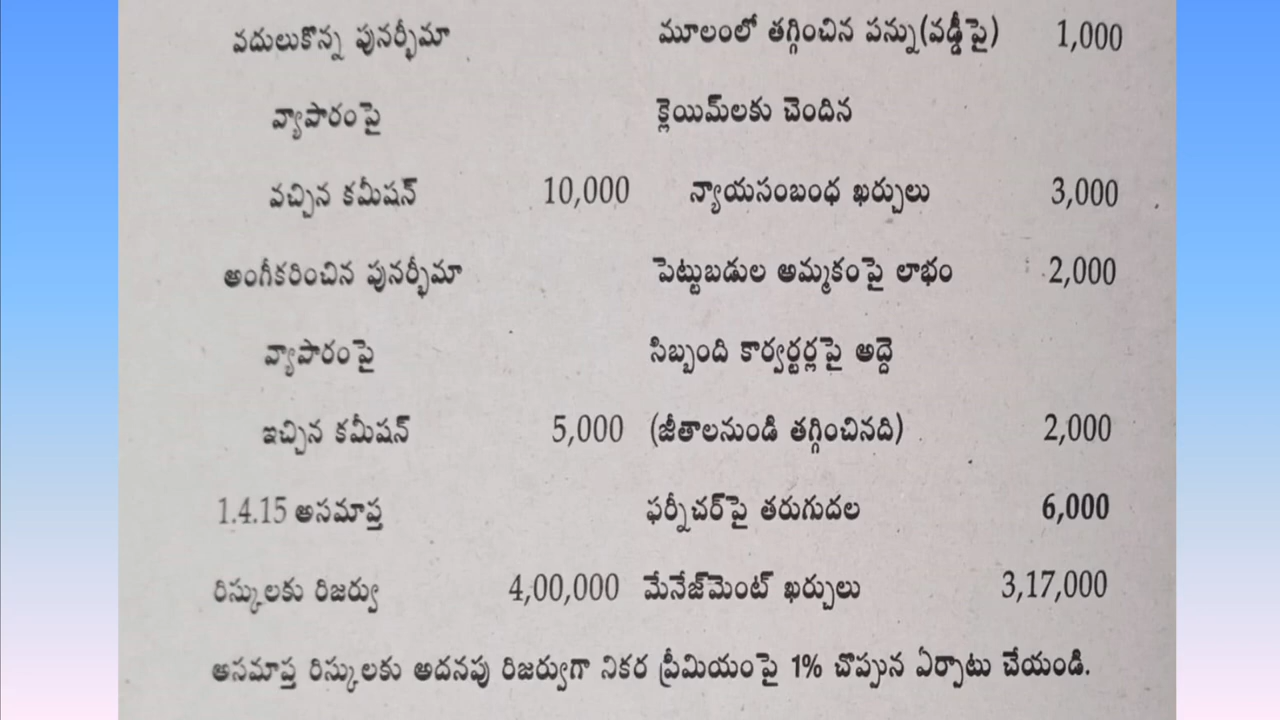 వదులుకొన్న పునర్భీమా మూలంలో తగ్గించిన పన్ను(వడ్డీపై) 1,000
వ్యాపారంపై క్లెయిమ్‌లకు చెందిన
వచ్చిన కమీషన్ 10,000 న్యాయసంబంధ ఖర్చులు 3,000
అంగీకరించిన పునర్భీమా పెట్టుబడుల అమ్మకంపై లాభం 2,000
వ్యాపారంపై సిబ్బంది కార్వర్టర్లపై అద్దె
ఇచ్చిన కమీషన్ 5,000 (జీతాలనుండి తగ్గించినది) 2,000
1.4.15 అసమాప్త ఫర్నీచర్‌పై తరుగుదల 6,000
రిస్కులకు రిజర్వు 4,00,000 మేనేజ్‌మెంట్ ఖర్చులు 3,17,000
అసమాప్త రిస్కులకు అదనపు రిజర్వుగా నికర ప్రీమియంపై 1% చొప్పున ఏర్పాటు చేయండి.